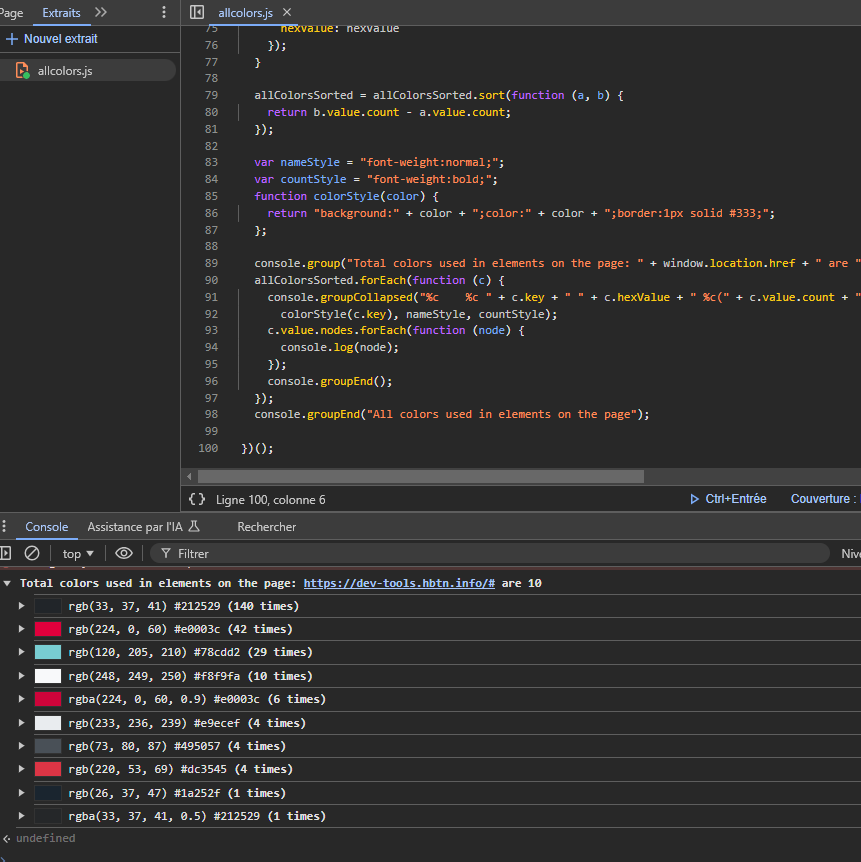 Page Extraits
allcolors.js
Nouvel extrait
allcolors.js
75 hexValue: hexValue
76 });
77 }
78
79 allColorsSorted = allColorsSorted.sort(function (a, b) {
80 return b.value.count - a.value.count;
81 });
82
83 var nameStyle = "font-weight:normal;";
84 var countStyle = "font-weight:bold;";
85 function colorStyle(color) {
86 return "background:" + color + ";color:" + color + ";border:1px solid #333;";
87 };
88
89 console.group("Total colors used in elements on the page: " + window.location.href + " are "
90 allColorsSorted.forEach(function (c) {
91 console.groupCollapsed("%c    %c " + c.key + " " + c.hexValue + " %c(" + c.value.count + "
92 colorStyle(c.key), nameStyle, countStyle);
93 c.value.nodes.forEach(function (node) {
94 console.log(node);
95 });
96 console.groupEnd();
97 });
98 console.groupEnd("All colors used in elements on the page");
99
100 })();
{} Ligne 100, colonne 6 Ctrl+Entrée Couverture :
Console Assistance par l'IA Rechercher
top Filtrer Niv
Total colors used in elements on the page: https://dev-tools.hbtn.info/# are 10
rgb(33, 37, 41) #212529 (140 times)
rgb(224, 0, 60) #e0003c (42 times)
rgb(120, 205, 210) #78cdd2 (29 times)
rgb(248, 249, 250) #f8f9fa (10 times)
rgba(224, 0, 60, 0.9) #e0003c (6 times)
rgb(233, 236, 239) #e9ecef (4 times)
rgb(73, 80, 87) #495057 (4 times)
rgb(220, 53, 69) #dc3545 (4 times)
rgb(26, 37, 47) #1a252f (1 times)
rgba(33, 37, 41, 0.5) #212529 (1 times)
undefined